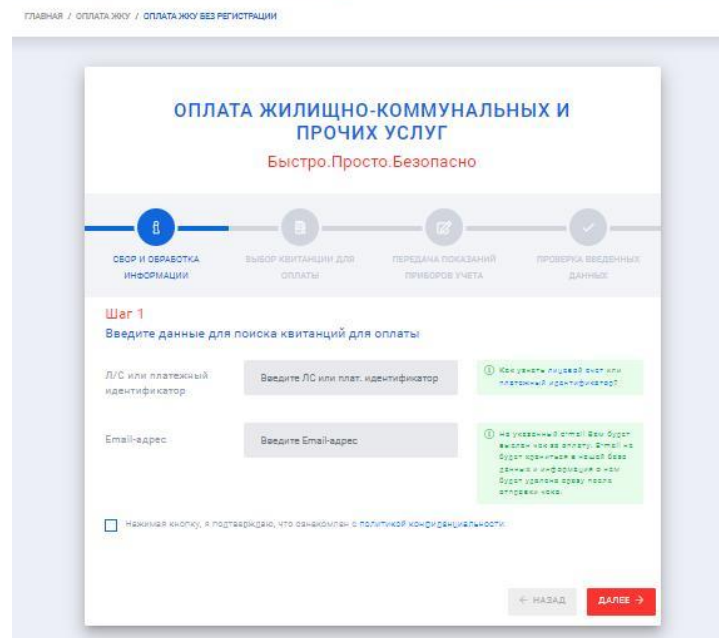 ГЛАВНАЯ / ОПЛАТА ЖКУ / ОПЛАТА ЖКУ БЕЗ РЕГИСТРАЦИИ
ОПЛАТА ЖИЛИЩНО-КОММУНАЛЬНЫХ И
ПРОЧИХ УСЛУГ
Быстро.Просто.Безопасно
СБОР И ОБРАБОТКА
ИНФОРМАЦИИ
ВЫБОР КВИТАНЦИИ ДЛЯ
ОПЛАТЫ
ПЕРЕДАЧА ПОКАЗАНИЙ
ПРИБОРОВ УЧЕТА
ПРОВЕРКА ВВЕДЕННЫХ
ДАННЫХ
Шаг 1
Введите данные для поиска квитанций для оплаты
Л/С или платежный
идентификатор
Введите ЛС или плат. идентификатор
Как узнать лицевой счет или
платежный идентификатор?
Email-адрес
Введите Email-адрес
На указанный e-mail Вам будет
выслан чек за оплату. E-mail не
будет храниться в нашей базе
данных и информация о нем
будет удалена сразу после
отправки чека.
Нажимая кнопку, я подтверждаю, что ознакомлен с политикой конфиденциальности.
← НАЗАД
ДАЛЕЕ →